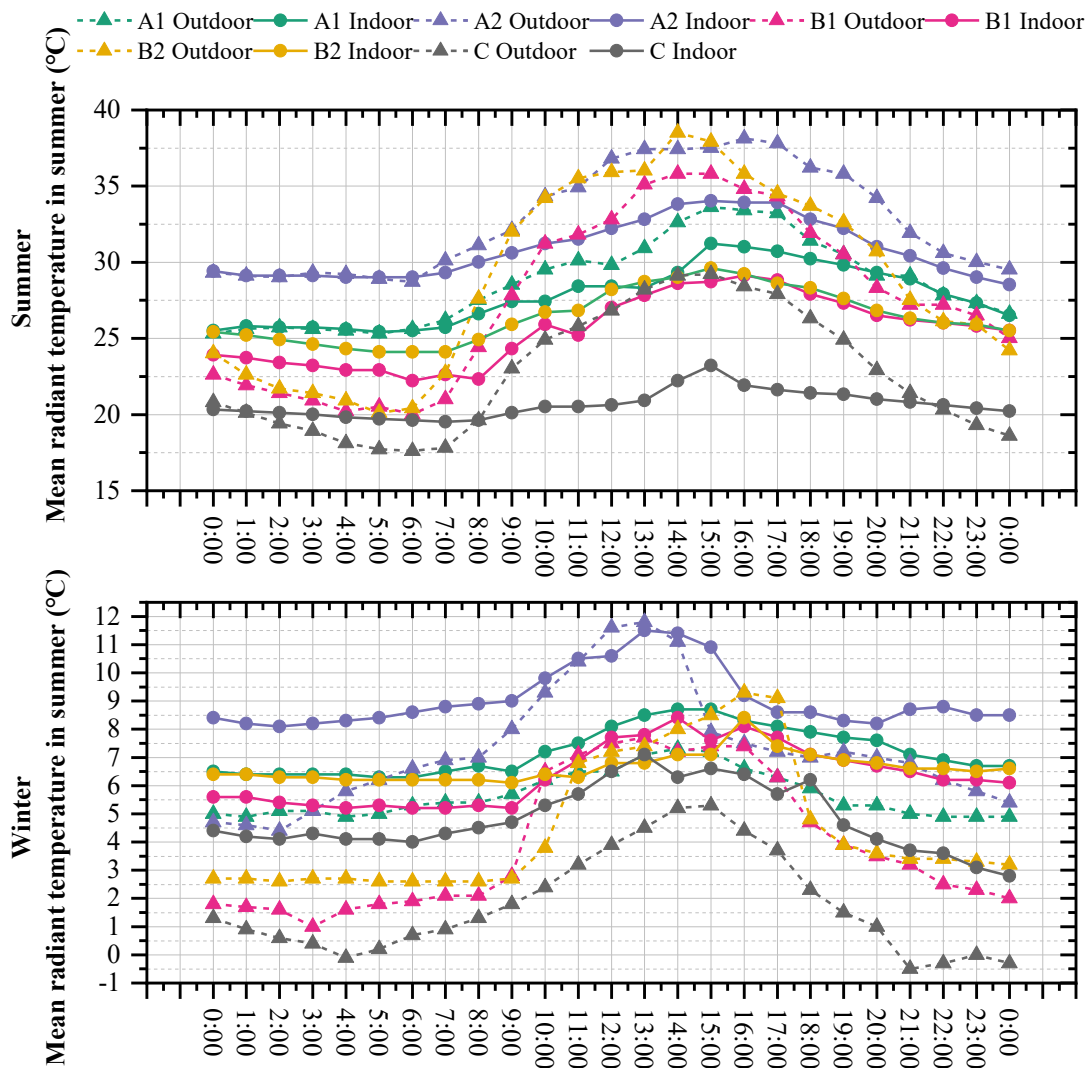 A1 Outdoor A1 Indoor A2 Outdoor A2 Indoor B1 Outdoor B1 Indoor
B2 Outdoor B2 Indoor C Outdoor C Indoor
Summer
Mean radiant temperature in summer (°C)
40
35
30
25
20
15
0:00 1:00 2:00 3:00 4:00 5:00 6:00 7:00 8:00 9:00 10:00 11:00 12:00 13:00 14:00 15:00 16:00 17:00 18:00 19:00 20:00 21:00 22:00 23:00 0:00
Winter
Mean radiant temperature in summer (°C)
12
11
10
9
8
7
6
5
4
3
2
1
0
-1
0:00 1:00 2:00 3:00 4:00 5:00 6:00 7:00 8:00 9:00 10:00 11:00 12:00 13:00 14:00 15:00 16:00 17:00 18:00 19:00 20:00 21:00 22:00 23:00 0:00